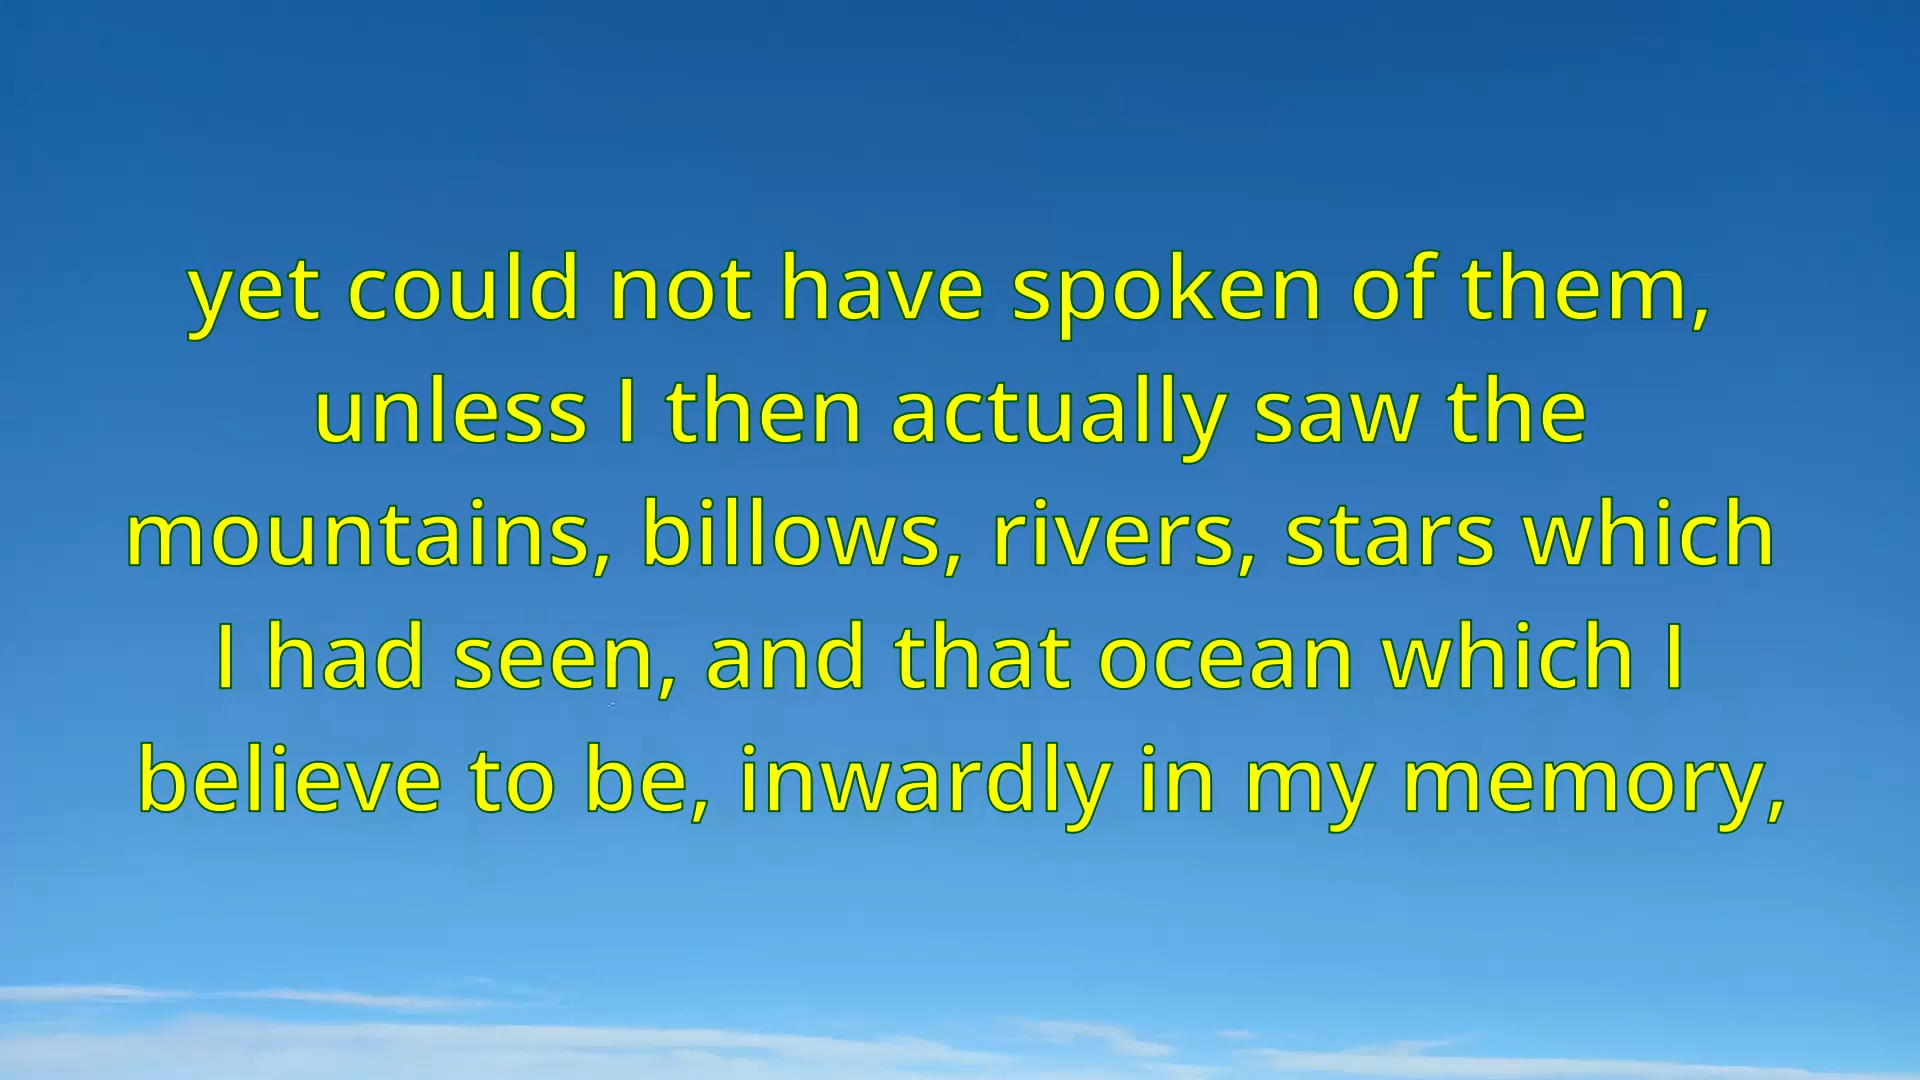 yet could not have spoken of them,
unless I then actually saw the
mountains, billows, rivers, stars which
I had seen, and that ocean which I
believe to be, inwardly in my memory,